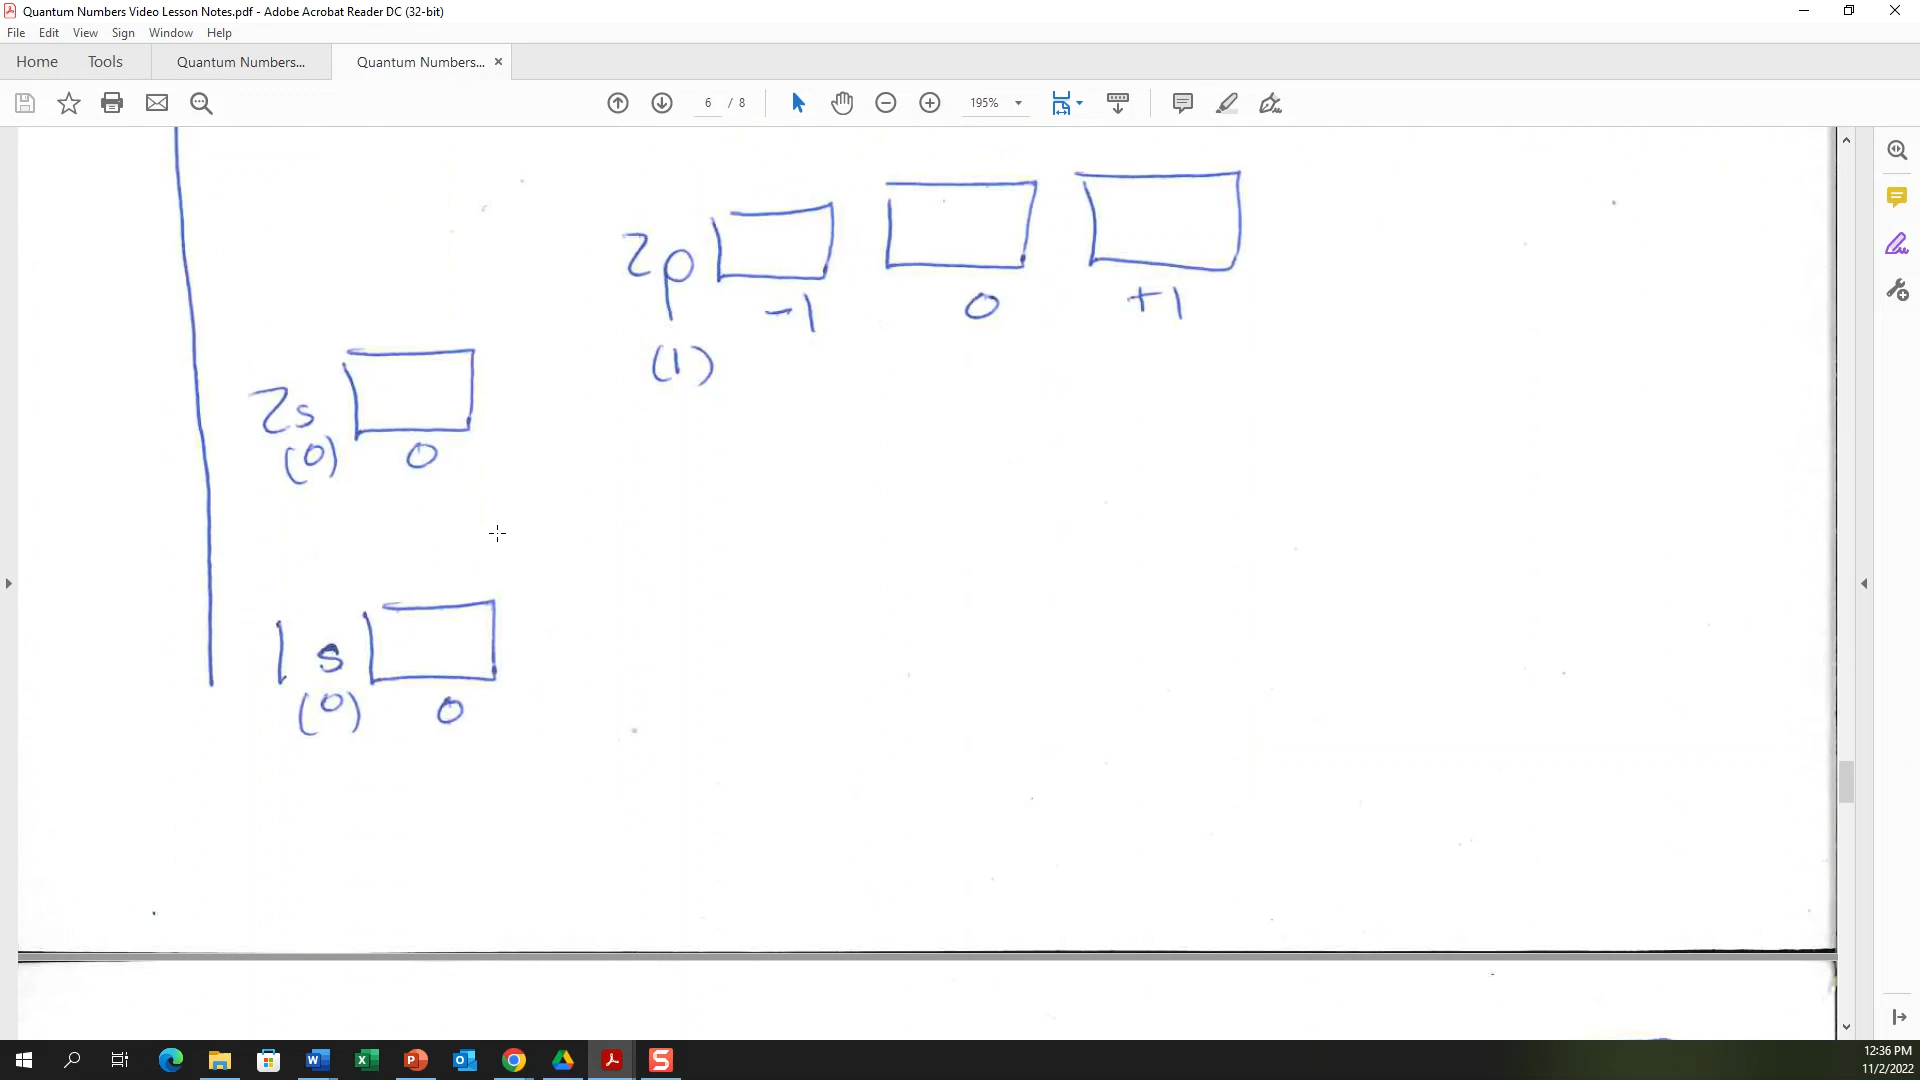 Quantum Numbers Video Lesson Notes.pdf - Adobe Acrobat Reader DC (32-bit)
File Edit View Sign Window Help
Home Tools Quantum Numbers... Quantum Numbers...
6 / 8 195%
2p -1 0 +1
(1)
2s
(0) 0
1s
(0) 0
12:36 PM
11/2/2022